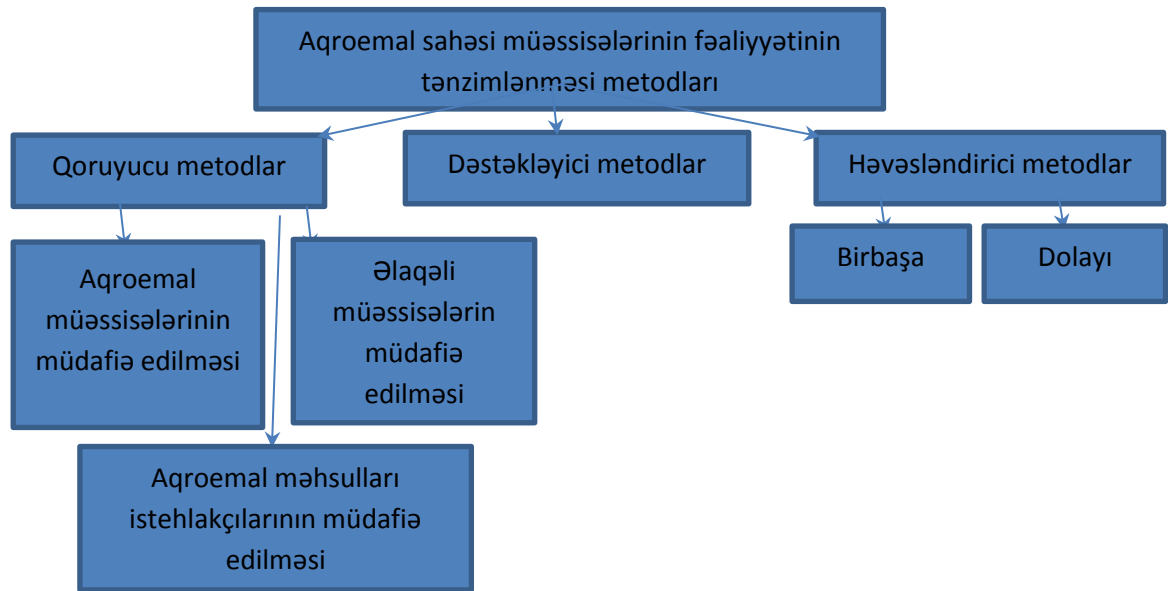 Aqroemal sahəsi müəssisələrinin fəaliyyətinin
tənzimlənməsi metodları
Qoruyucu metodlar
Dəstəkləyici metodlar
Həvəsləndirici metodlar
Aqroemal
müəssisələrinin
müdafiə edilməsi
Əlaqəli
müəssisələrin
müdafiə
edilməsi
Birbaşa
Dolayı
Aqroemal məhsulları
istehlakçılarının müdafiə
edilməsi